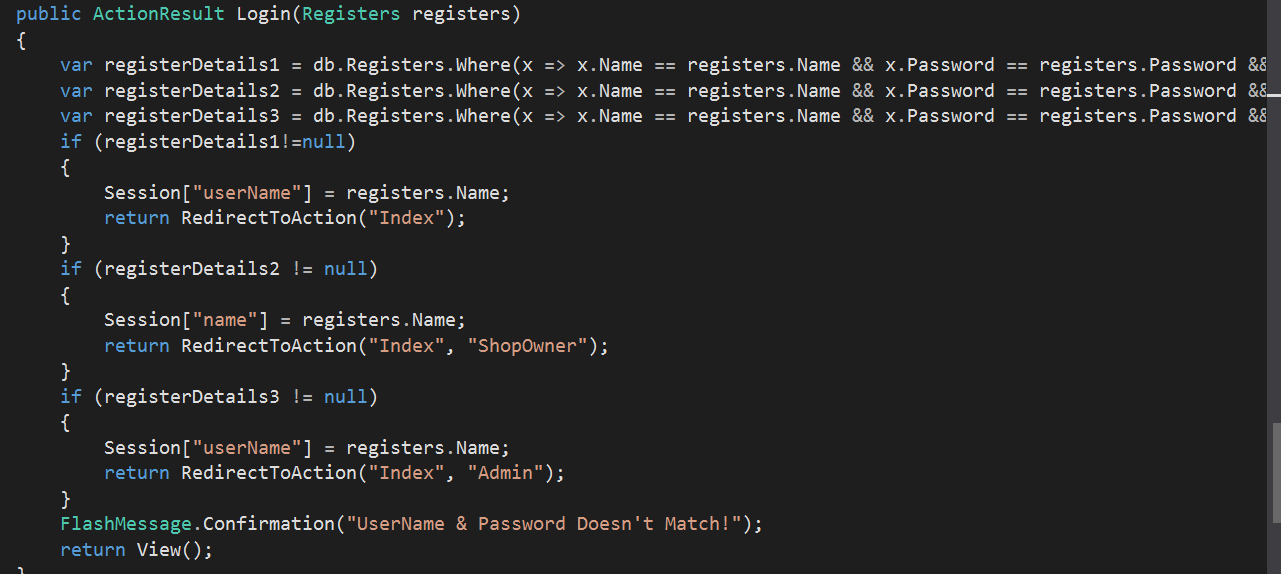 public ActionResult Login(Registers registers)
{
var registerDetails1 = db.Registers.Where(x => x.Name == registers.Name && x.Password == registers.Password &&
var registerDetails2 = db.Registers.Where(x => x.Name == registers.Name && x.Password == registers.Password &&
var registerDetails3 = db.Registers.Where(x => x.Name == registers.Name && x.Password == registers.Password &&
if (registerDetails1!=null)
{
Session["userName"] = registers.Name;
return RedirectToAction("Index");
}
if (registerDetails2 != null)
{
Session["name"] = registers.Name;
return RedirectToAction("Index", "ShopOwner");
}
if (registerDetails3 != null)
{
Session["userName"] = registers.Name;
return RedirectToAction("Index", "Admin");
}
FlashMessage.Confirmation("UserName & Password Doesn't Match!");
return View();
}